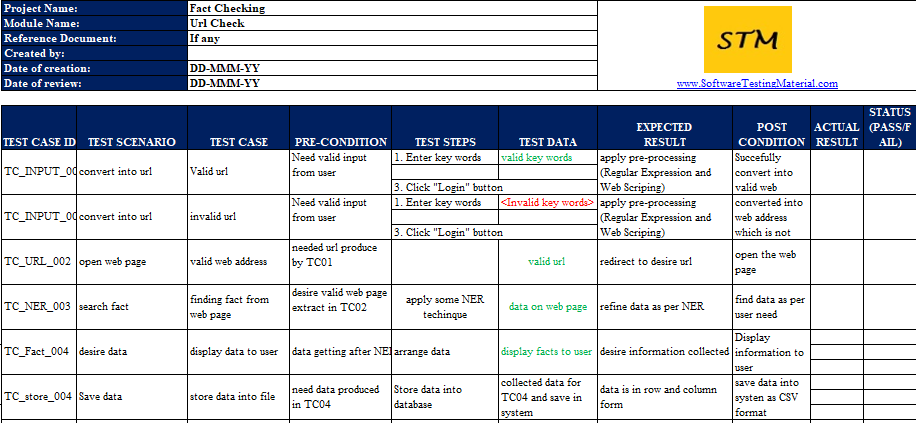 Project Name: Fact Checking
Module Name: Url Check
Reference Document: If any
Created by:
Date of creation: DD-MMM-YY
Date of review: DD-MMM-YY
STM
www.SoftwareTestingMaterial.com
TEST CASE ID TEST SCENARIO TEST CASE PRE-CONDITION TEST STEPS TEST DATA EXPECTED RESULT POST CONDITION ACTUAL RESULT STATUS (PASS/FAIL)
TC_INPUT_00 convert into url Valid url Need valid input from user 1. Enter key words valid key words apply pre-processing (Regular Expression and Web Scriping) Succefully convert into valid web
3. Click "Login" button
TC_INPUT_00 convert into url invalid url Need valid input from user 1. Enter key words <Invalid key words> apply pre-processing (Regular Expression and Web Scriping) converted into web address which is not
3. Click "Login" button
TC_URL_002 open web page valid web address needed url produce by TC01 valid url redirect to desire url open the web page
TC_NER_003 search fact finding fact from web page desire valid web page extract in TC02 apply some NER techinque data on web page refine data as per NER find data as per user need
TC_Fact_004 desire data display data to user data getting after NE arrange data display facts to user desire information collected Display information to user
TC_store_004 Save data store data into file need data produced in TC04 Store data into database collected data for TC04 and save in system data is in row and column form save data into systen as CSV format